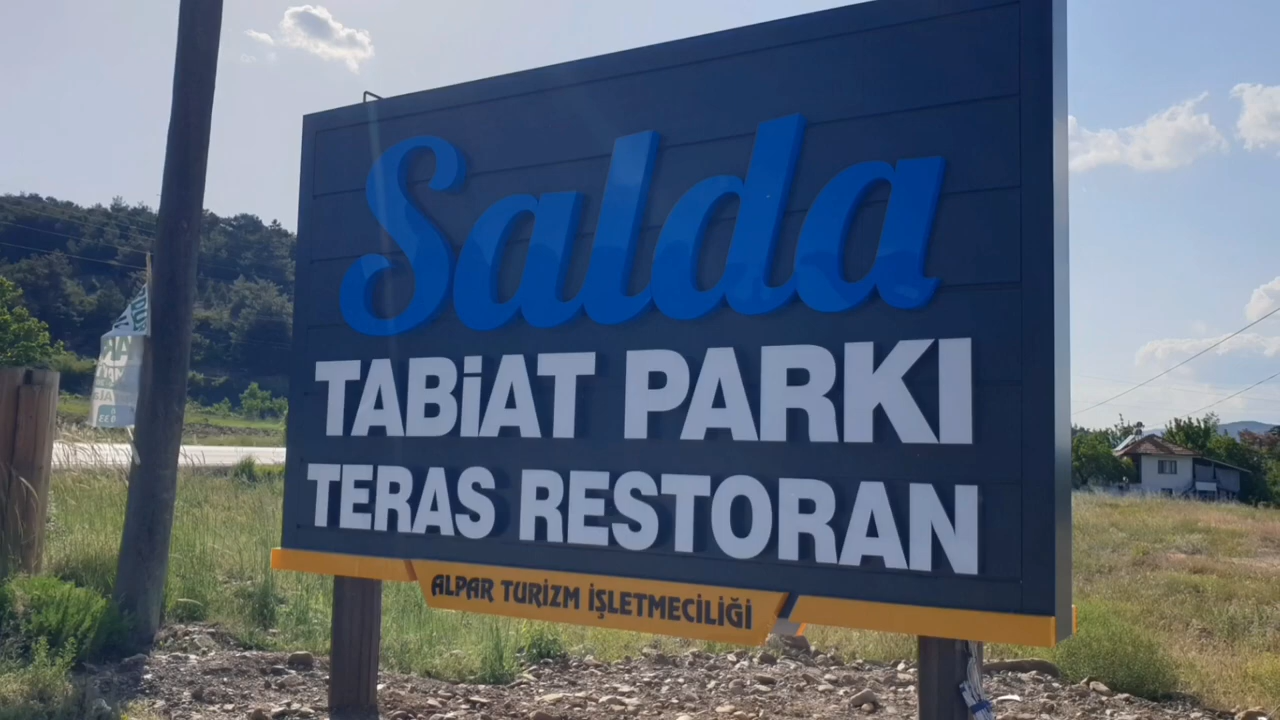 Salda
TABiAT PARKI
TERAS RESTORAN
ALPAR TURİZM İŞLETMECİLİĞİ